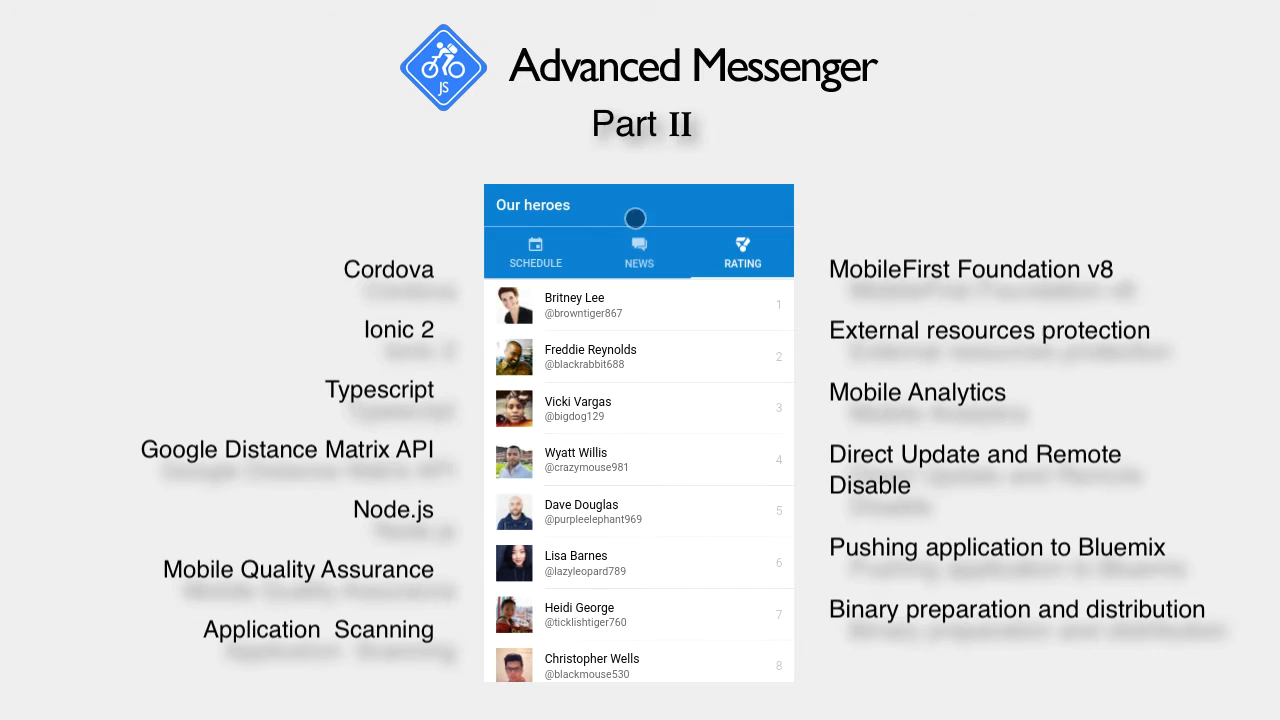 JS
Advanced Messenger
Part II
Cordova
Ionic 2
Typescript
Google Distance Matrix API
Node.js
Mobile Quality Assurance
Application Scanning
Our heroes
SCHEDULE
NEWS
RATING
Britney Lee
@browntiger867
1
Freddie Reynolds
@blackrabbit688
2
Vicki Vargas
@bigdog129
3
Wyatt Willis
@crazymouse981
4
Dave Douglas
@purpleelephant969
5
Lisa Barnes
@lazyleopard789
6
Heidi George
@ticklishtiger760
7
Christopher Wells
@blackmouse530
8
MobileFirst Foundation v8
External resources protection
Mobile Analytics
Direct Update and Remote
Disable
Pushing application to Bluemix
Binary preparation and distribution